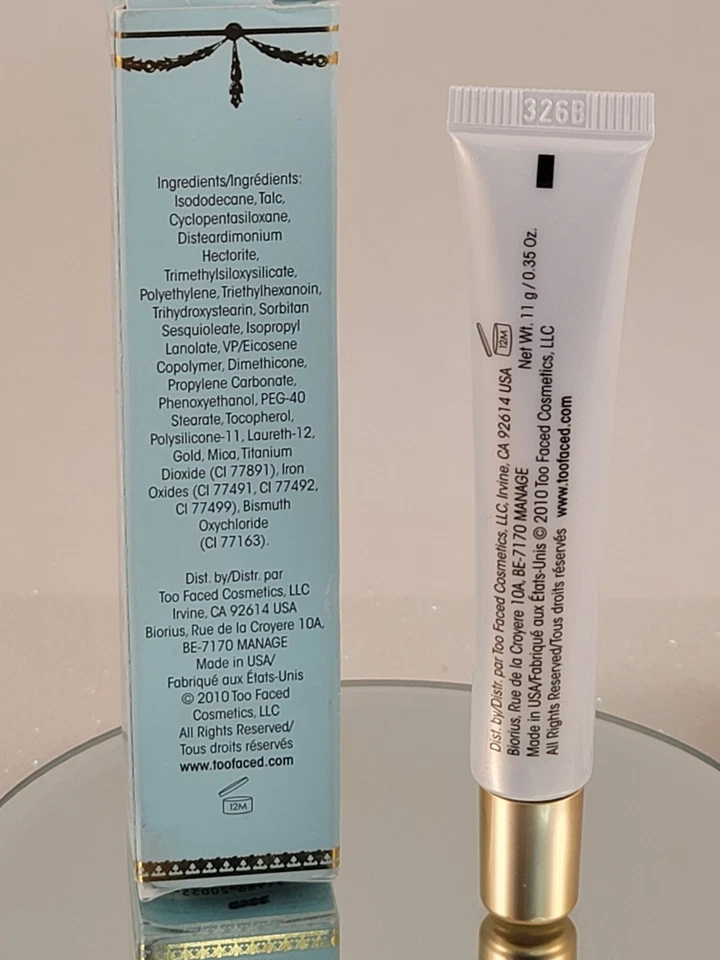 Ingredients/Ingrédients:
Isododecane, Talc,
Cyclopentasiloxane,
Disteardimonium
Hectorite,
Trimethylsiloxysilicate,
Polyethylene, Triethylhexanoin,
Trihydroxystearin, Sorbitan
Sesquioleate, Isopropyl
Lanolate, VP/Eicosene
Copolymer, Dimethicone,
Propylene Carbonate,
Phenoxyethanol, PEG-40
Stearate, Tocopherol,
Polysilicone-11, Laureth-12,
Gold, Mica, Titanium
Dioxide (CI 77891), Iron
Oxides (CI 77491, CI 77492,
CI 77499), Bismuth
Oxychloride
(CI 77163).
Dist. by/Distr. par
Too Faced Cosmetics, LLC
Irvine, CA 92614 USA
Biorius, Rue de la Croyere 10A,
BE-7170 MANAGE
Made in USA/
Fabriqué aux États-Unis
© 2010 Too Faced
Cosmetics, LLC
All Rights Reserved/
Tous droits réservés
www.toofaced.com
12M
326B
12M
Net Wt. 11 g / 0.35 Oz.
Dist. by/Distr. par Too Faced Cosmetics, LLC, Irvine, CA 92614 USA
Biorius, Rue de la Croyere 10A, BE-7170 MANAGE
Made in USA/Fabriqué aux États-Unis © 2010 Too Faced Cosmetics, LLC
All Rights Reserved/Tous droits réservés www.toofaced.com